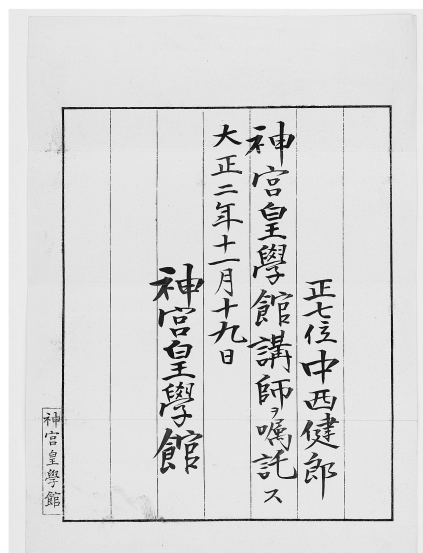 正七位中西健郎
神宮皇學館講師ヲ嘱託ス
大正二年十一月十九日
神宮皇學館
神宮皇學館